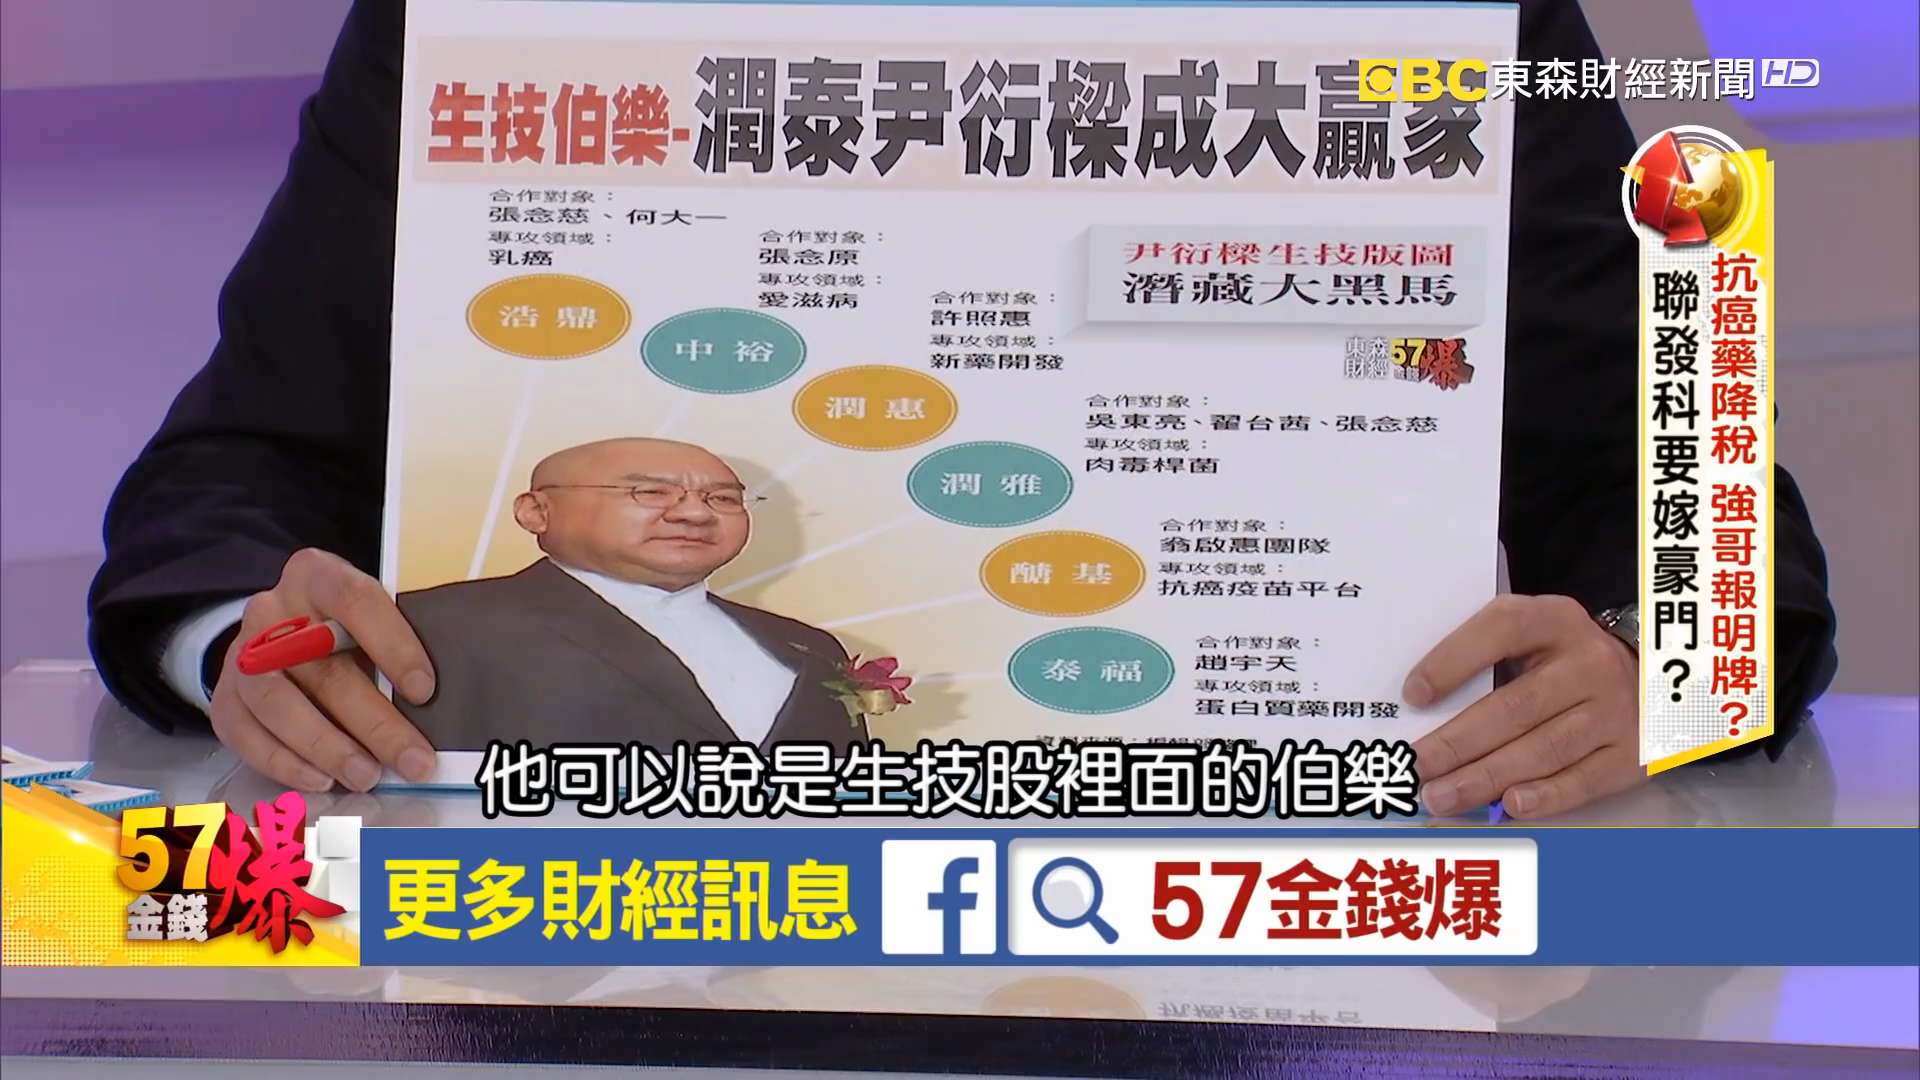 EBC東森財經新聞HD
生技伯樂-潤泰尹衍樑成大贏家
尹衍樑生技版圖
潛藏大黑馬
東森財經57金錢爆
合作對象：
張念慈、何大一
專攻領域：
乳癌
浩鼎
合作對象：
張念原
專攻領域：
愛滋病
中裕
合作對象：
許照惠
專攻領域：
新藥開發
潤惠
合作對象：
吳東亮、翟台茜、張念慈
專攻領域：
肉毒桿菌
潤雅
合作對象：
翁啟惠團隊
專攻領域：
抗癌疫苗平台
醣基
合作對象：
趙宇天
專攻領域：
蛋白質藥開發
泰福
抗癌藥降稅 強哥報明牌？
聯發科要嫁豪門？
他可以說是生技股裡面的伯樂
57金錢爆
更多財經訊息 f 57金錢爆